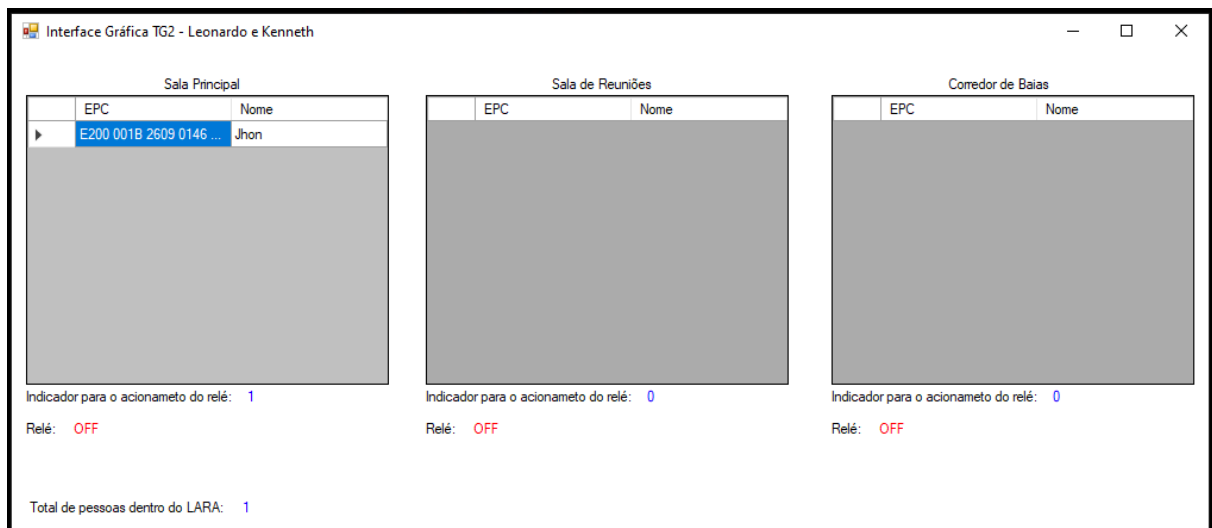 Interface Gráfica TG2 - Leonardo e Kenneth
Sala Principal
EPC Nome
E200 001B 2609 0146 ... Jhon
Indicador para o acionameto do relé: 1
Relé: OFF
Sala de Reuniões
EPC Nome
Indicador para o acionameto do relé: 0
Relé: OFF
Corredor de Baias
EPC Nome
Indicador para o acionameto do relé: 0
Relé: OFF
Total de pessoas dentro do LARA: 1